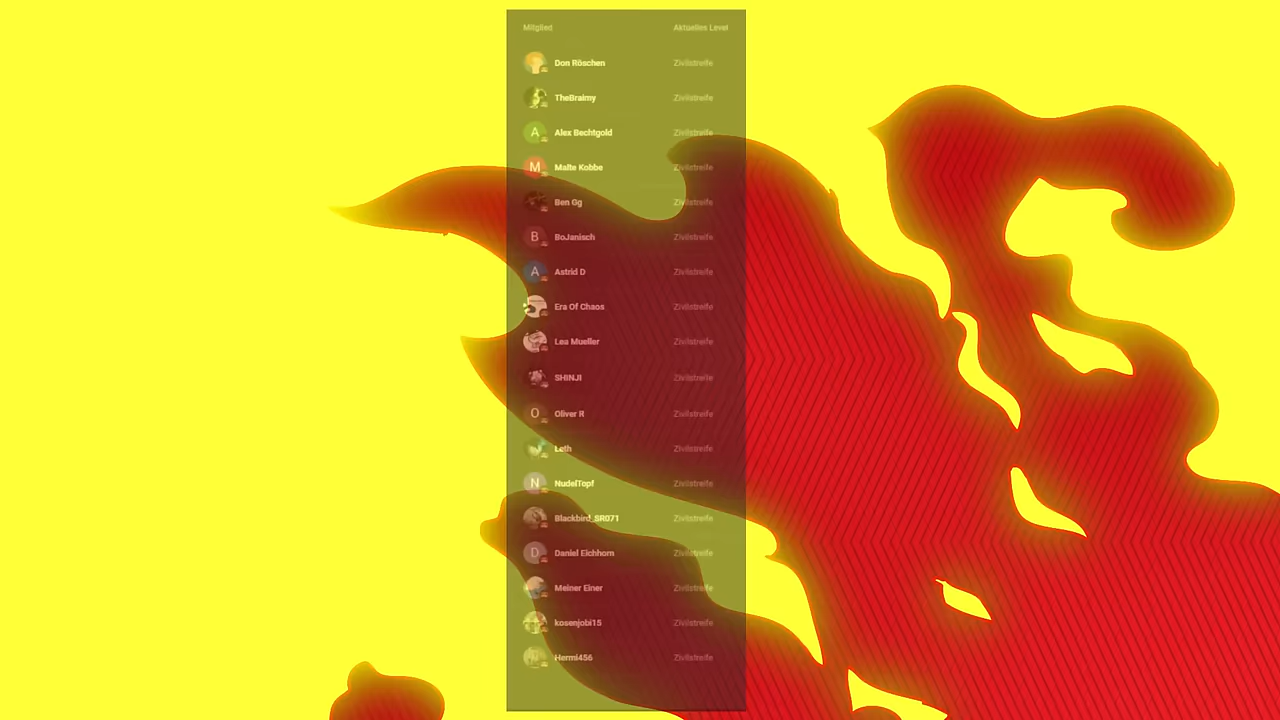 Mitglied Aktuelles Level
Don Röschen Zivilstreife
TheBraimy Zivilstreife
A Alex Bechtgold Zivilstreife
M Malte Kobbe Zivilstreife
Ben Gg Zivilstreife
B BoJanisch Zivilstreife
A Astrid D Zivilstreife
Era Of Chaos Zivilstreife
Lea Mueller Zivilstreife
SHINJI Zivilstreife
O Oliver R Zivilstreife
Leth Zivilstreife
N NudelTopf Zivilstreife
Blackbird_SR071 Zivilstreife
D Daniel Eichhorn Zivilstreife
Meiner Einer Zivilstreife
kosenjobi15 Zivilstreife
Hermi456 Zivilstreife